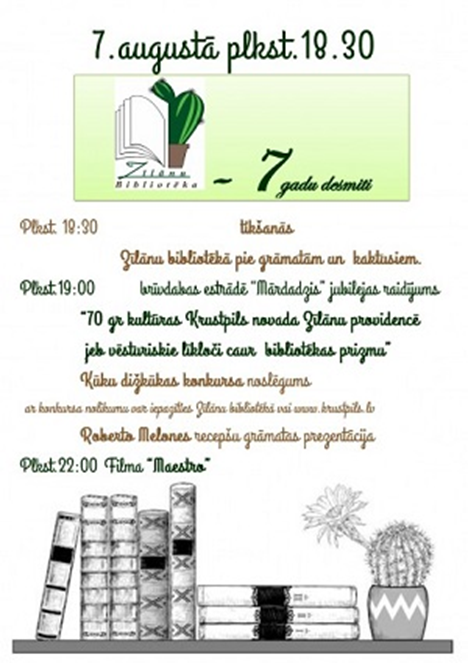 7.augustā plkst.18.30
Zīlānu
Bibliotēka
- 7 gadu desmiti
Plkst. 18:30 tikšanās
Zīlānu bibliotēkā pie grāmatām un kaktusiem.
Plkst.19:00 brīvdabas estrādē "Mārdadzis" jubilejas raidījums
"70 gr kultūras Krustpils novada Zīlānu providencē
jeb vēsturiskie līkloči caur bibliotēkas prizmu"
Kūku dižkūkas konkursa noslēgums
ar konkursa nolikumu var iepazīties Zīlānu bibliotēkā vai www.krustpils.lv
Roberto Melones recepšu grāmatas prezentācija
Plkst.22:00 Filma "Maestro"